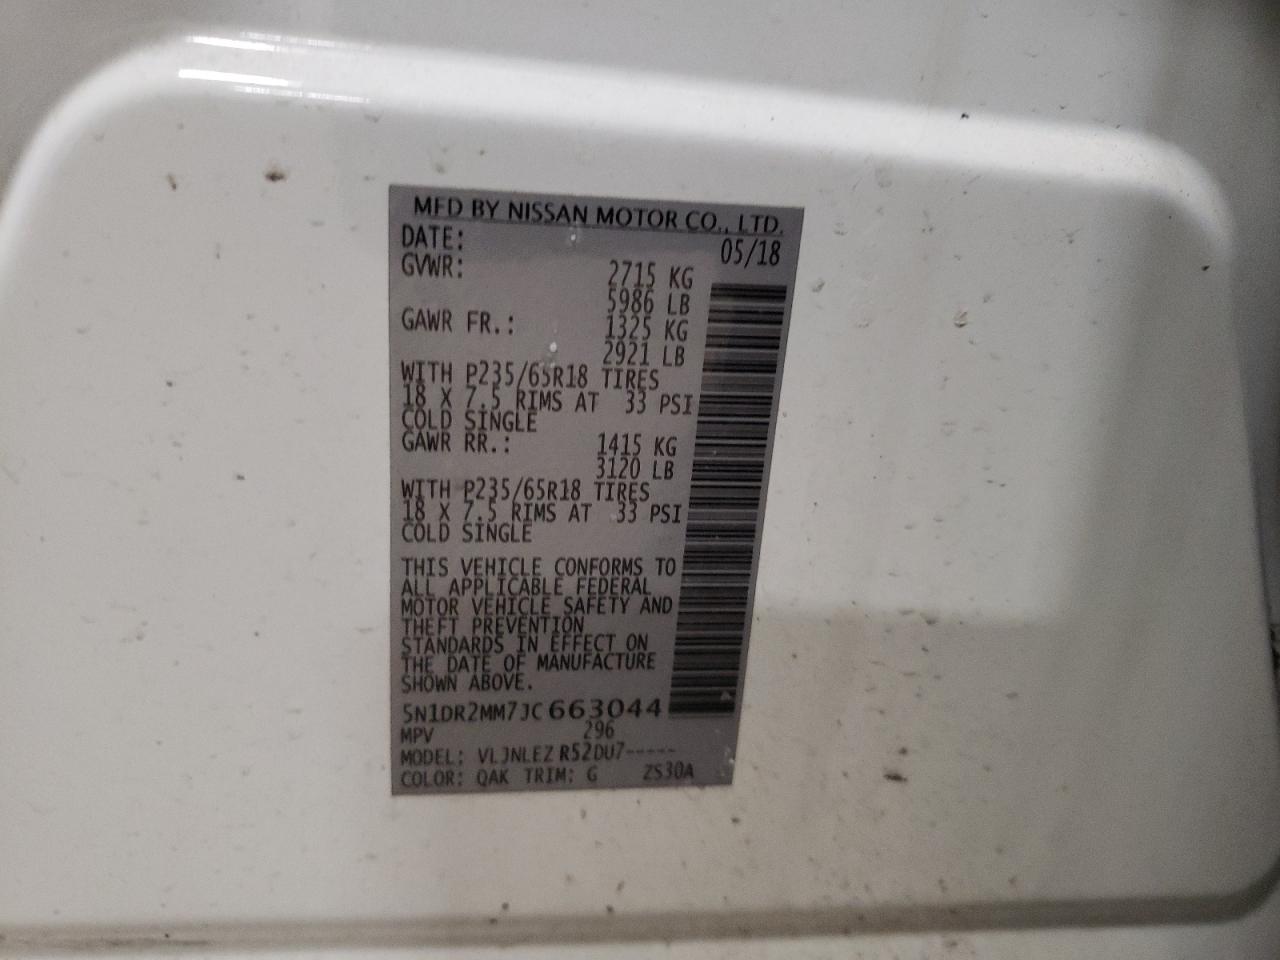 MFD BY NISSAN MOTOR CO., LTD.
DATE: 05/18
GVWR: 2715 KG
5986 LB
GAWR FR.: 1325 KG
2921 LB
WITH P235/65R18 TIRES
18 X 7.5 RIMS AT 33 PSI
COLD SINGLE
GAWR RR.: 1415 KG
3120 LB
WITH P235/65R18 TIRES
18 X 7.5 RIMS AT 33 PSI
COLD SINGLE
THIS VEHICLE CONFORMS TO
ALL APPLICABLE FEDERAL
MOTOR VEHICLE SAFETY AND
THEFT PREVENTION
STANDARDS IN EFFECT ON
THE DATE OF MANUFACTURE
SHOWN ABOVE.
5N1DR2MM7JC663044
MPV 296
MODEL: VLJNLEZ R52DU7-----
COLOR: QAK TRIM: G ZS30A